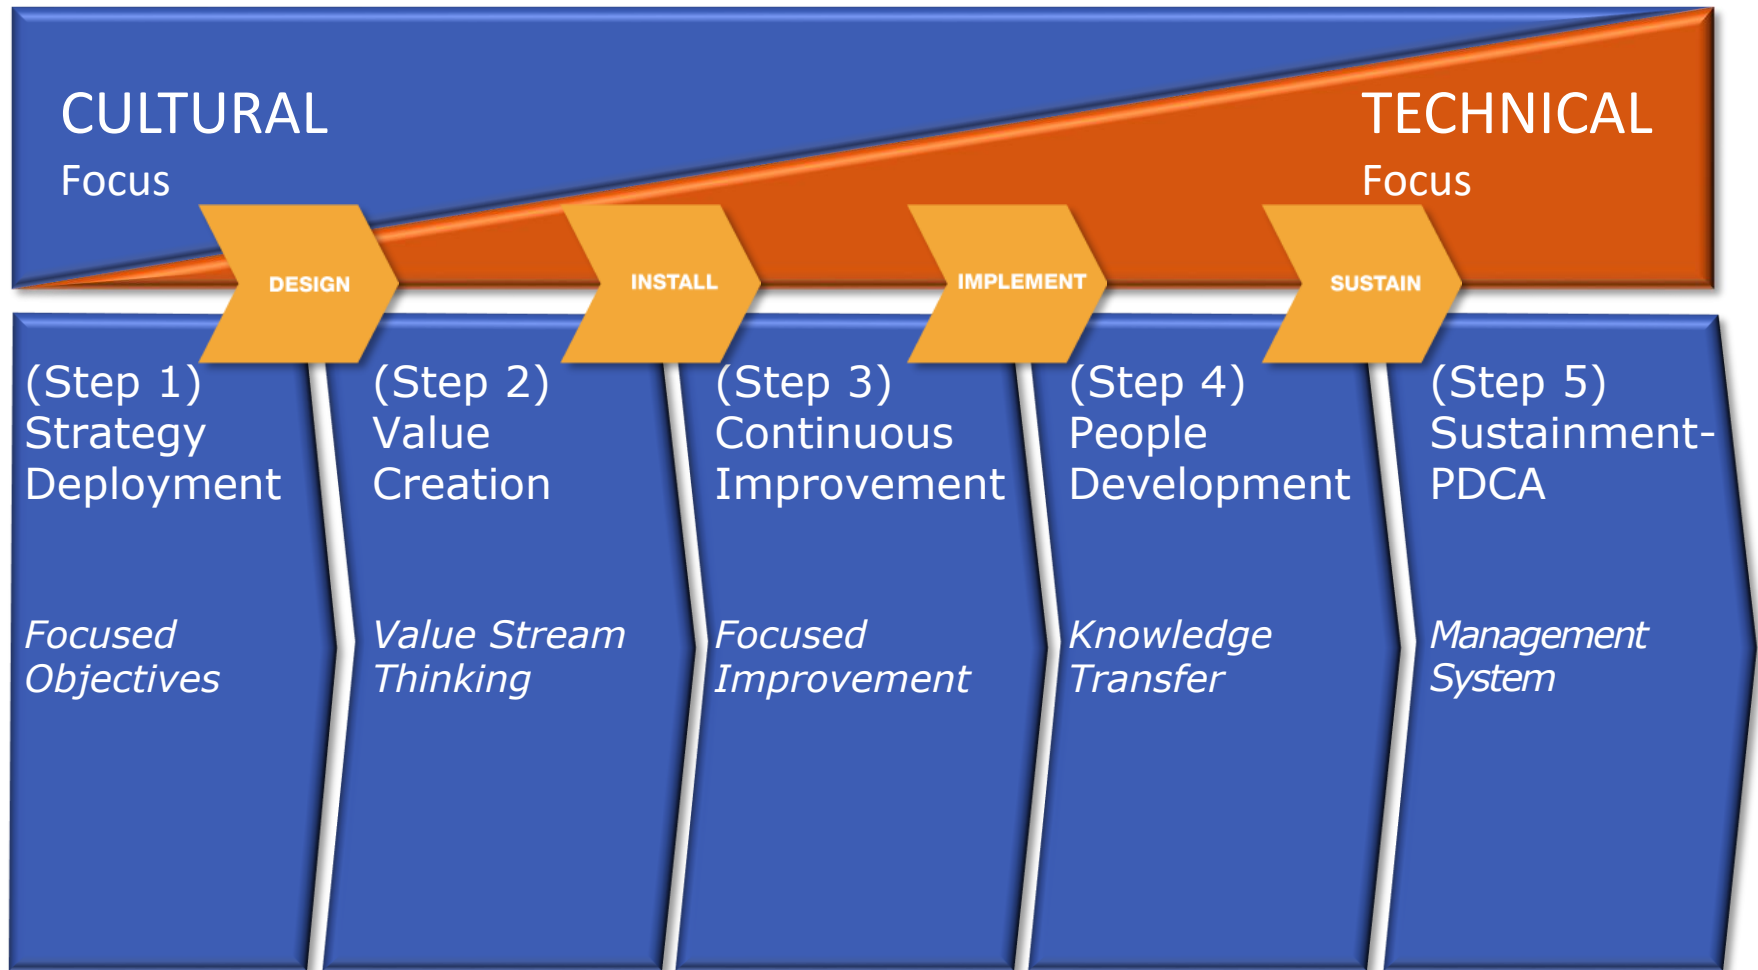 CULTURAL
Focus
TECHNICAL
Focus
DESIGN
INSTALL
IMPLEMENT
SUSTAIN
(Step 1)
Strategy
Deployment
Focused
Objectives
(Step 2)
Value
Creation
Value Stream
Thinking
(Step 3)
Continuous
Improvement
Focused
Improvement
(Step 4)
People
Development
Knowledge
Transfer
(Step 5)
Sustainment-
PDCA
Management
System